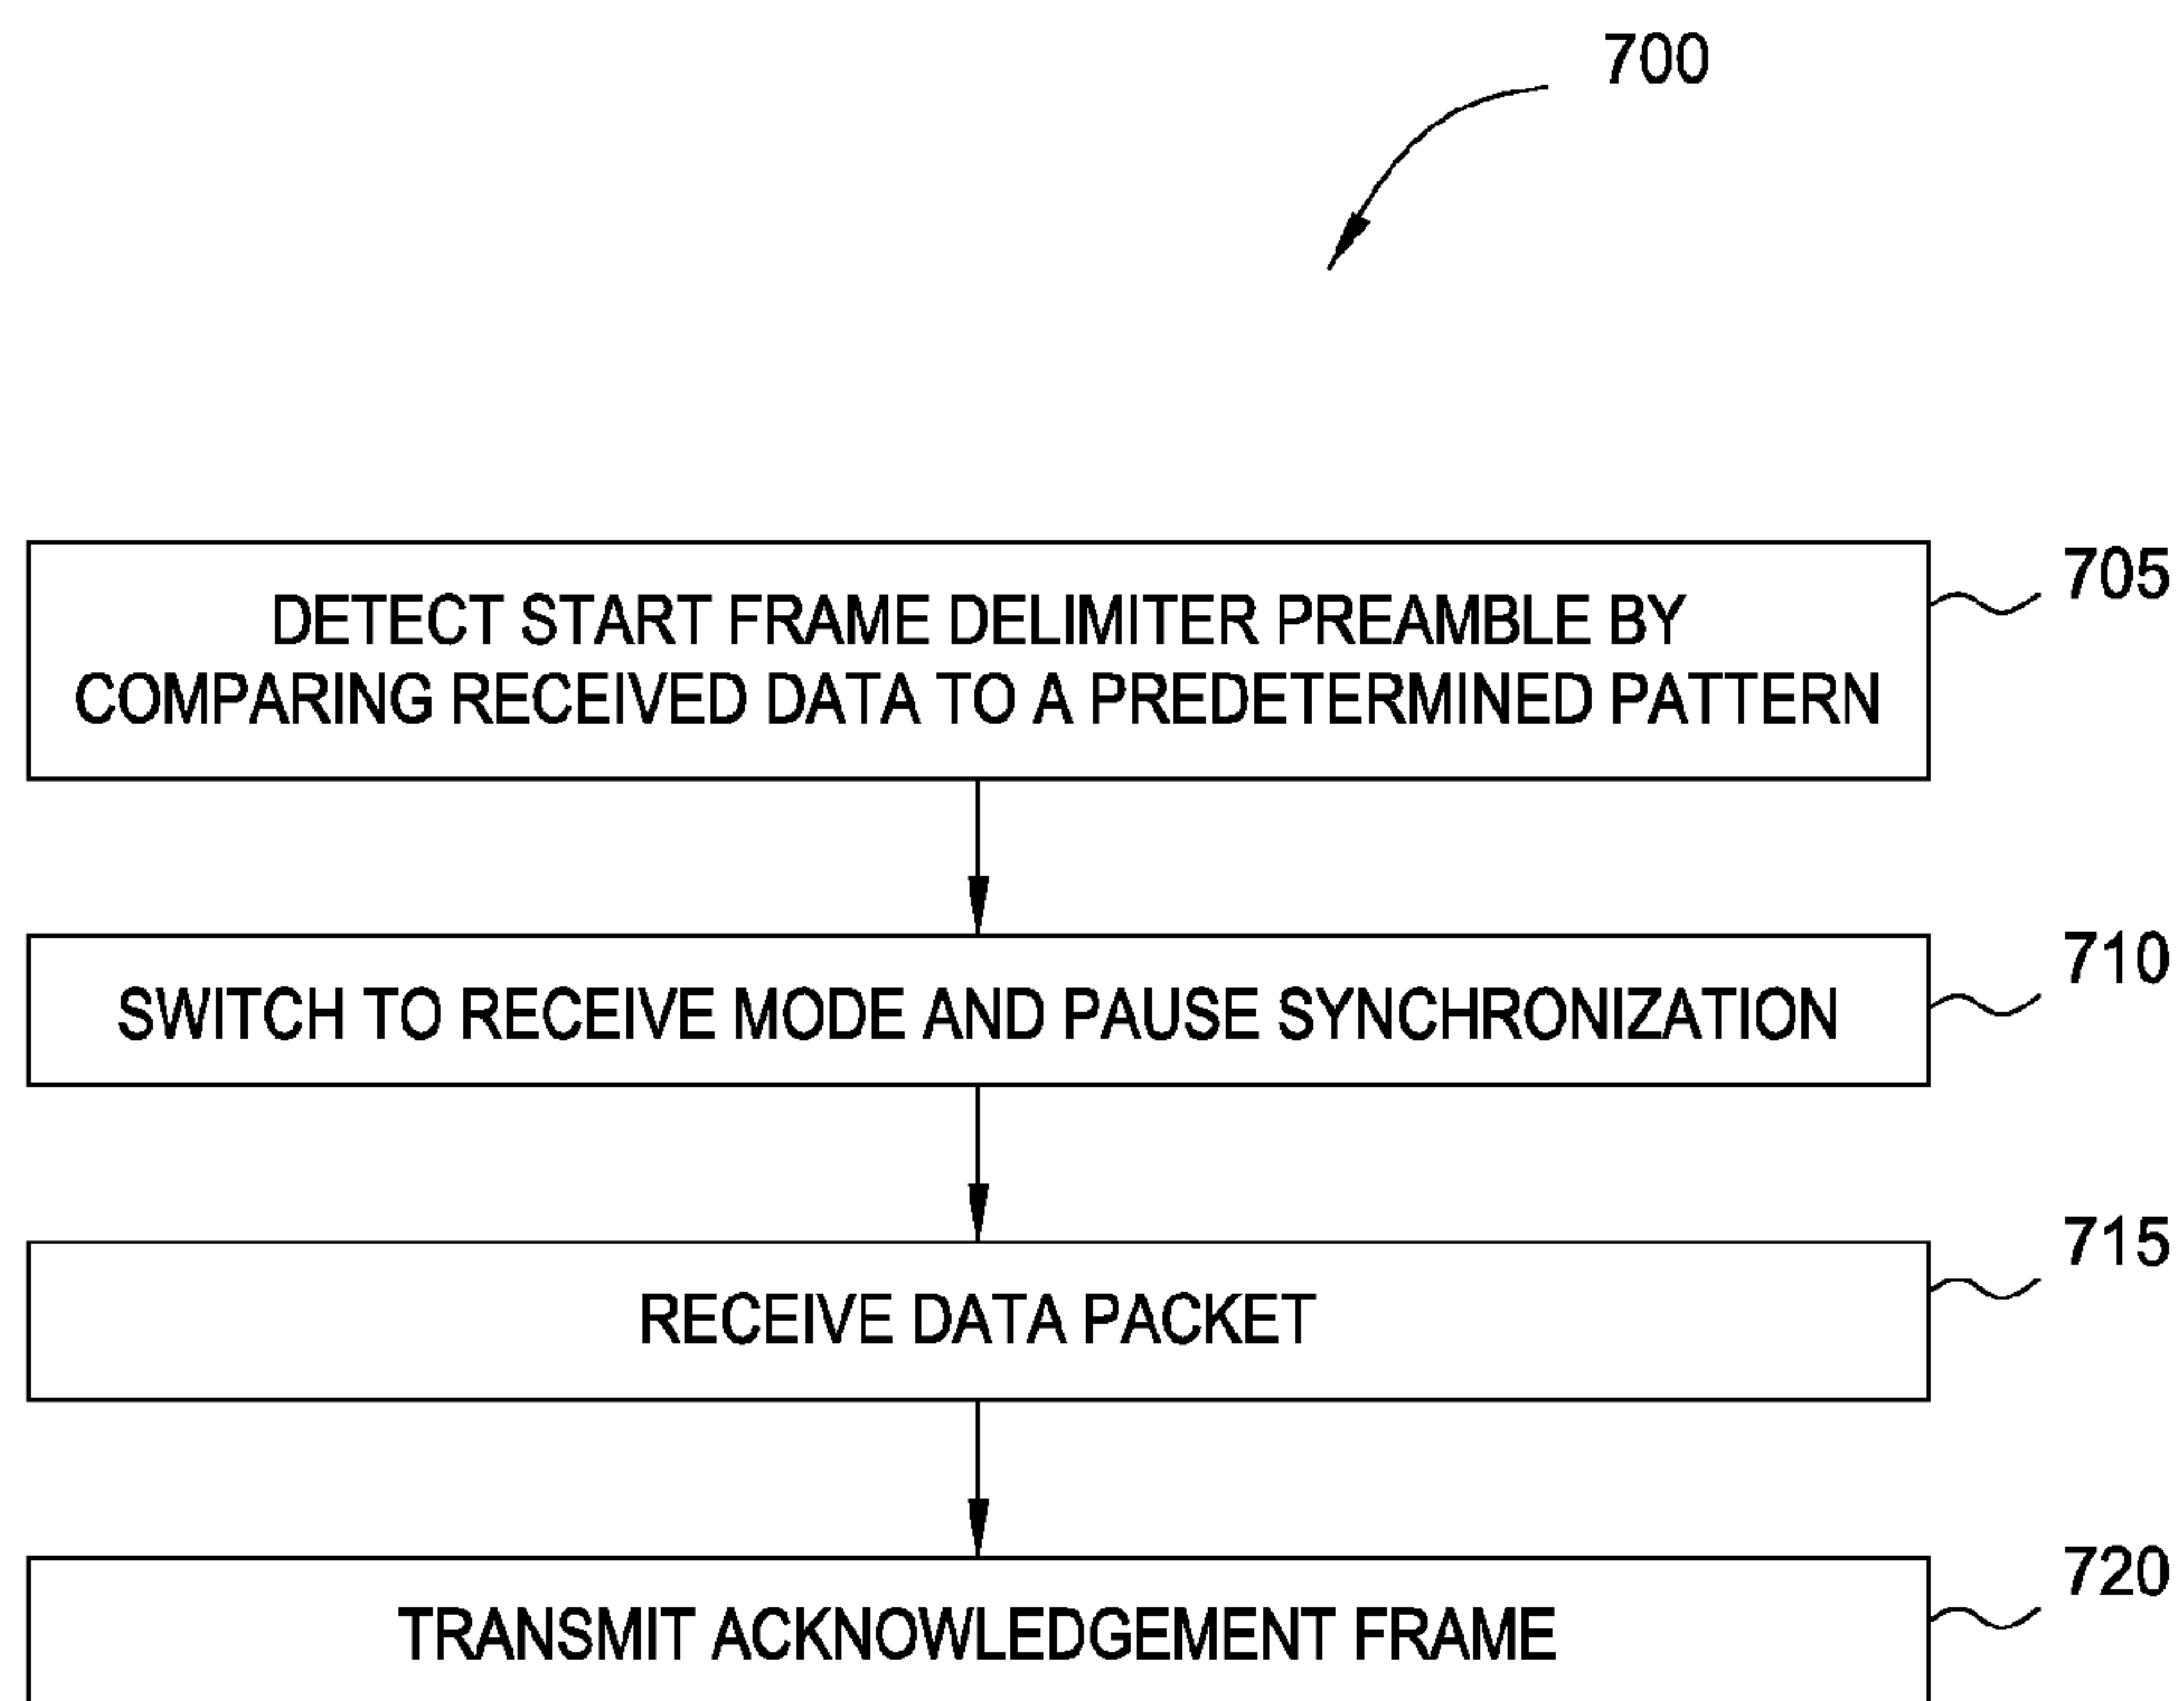 700
DETECT START FRAME DELIMITER PREAMBLE BY
COMPARING RECEIVED DATA TO A PREDETERMINED PATTERN
705
SWITCH TO RECEIVE MODE AND PAUSE SYNCHRONIZATION
710
RECEIVE DATA PACKET
715
TRANSMIT ACKNOWLEDGEMENT FRAME
720